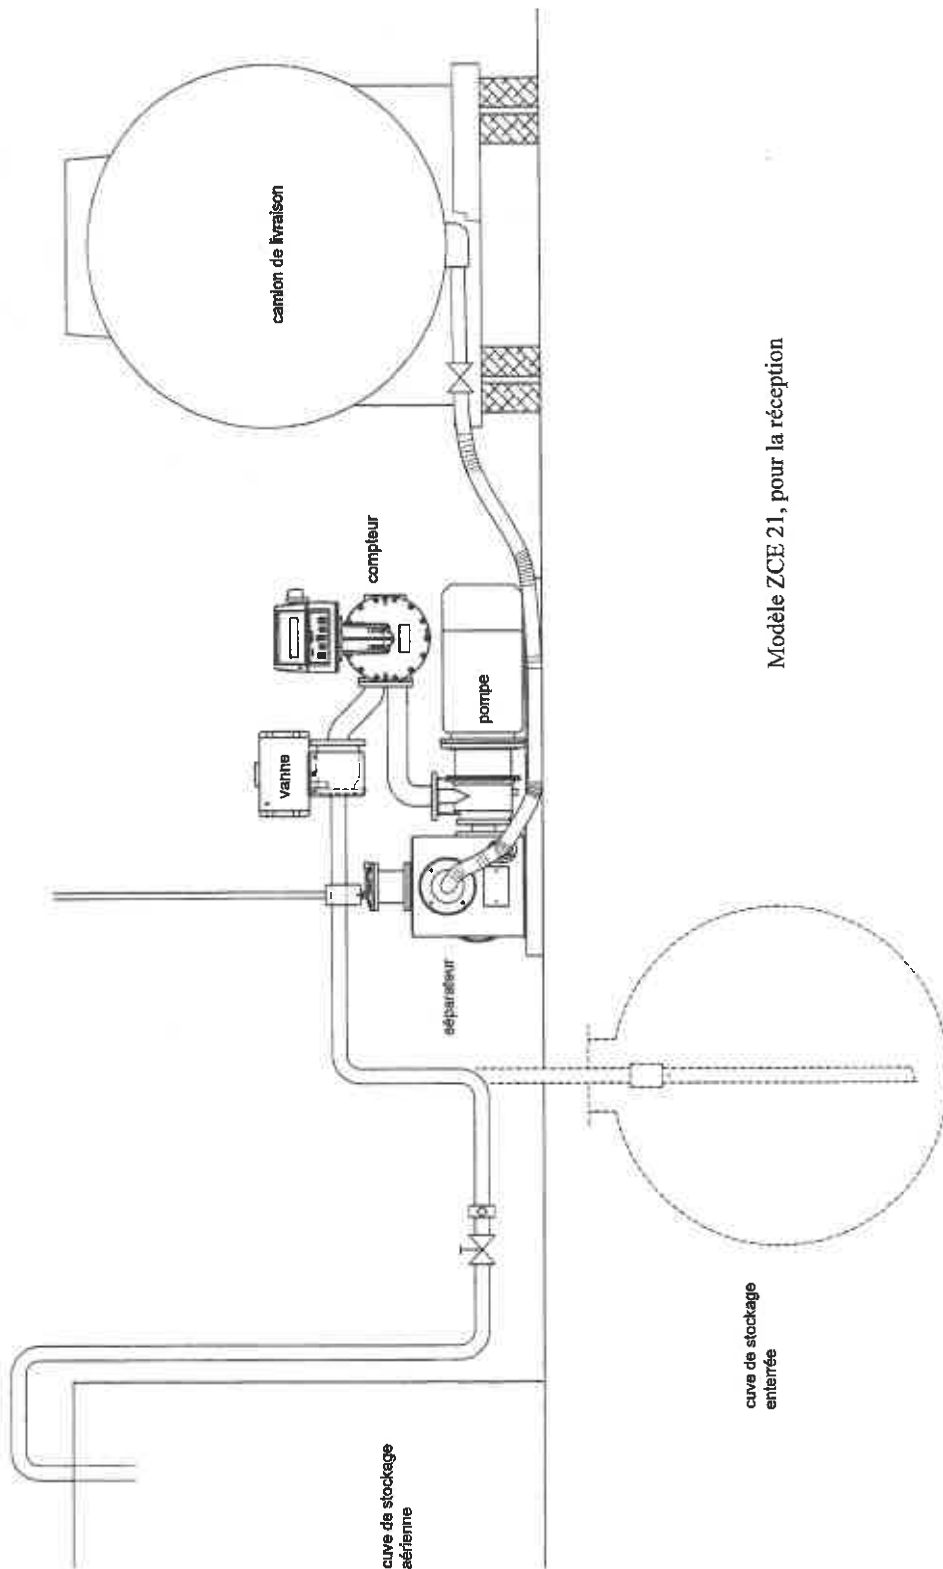 cuve de stockage
aérienne
cuve de stockage
enterrée
séparateur
vanne
pompe
compteur
camion de livraison
Modèle ZCE 21, pour la réception